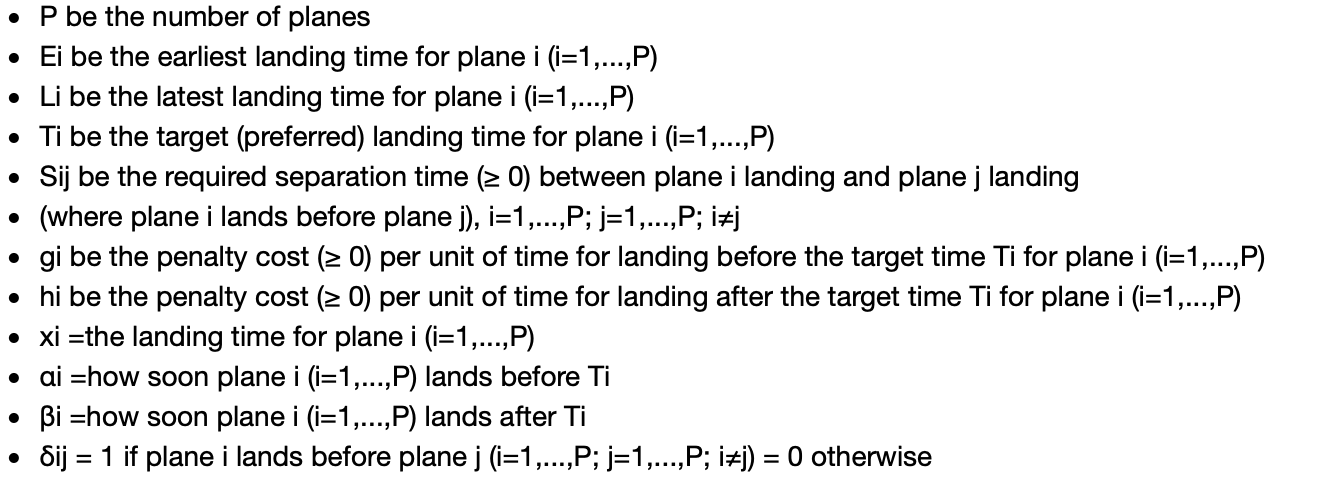 • P be the number of planes
• Ei be the earliest landing time for plane i (i=1,...,P)
• Li be the latest landing time for plane i (i=1,...,P)
• Ti be the target (preferred) landing time for plane i (i=1,...,P)
• Sij be the required separation time (≥ 0) between plane i landing and plane j landing
• (where plane i lands before plane j), i=1,...,P; j=1,...,P; i≠j
• gi be the penalty cost (≥ 0) per unit of time for landing before the target time Ti for plane i (i=1,...,P)
• hi be the penalty cost (≥ 0) per unit of time for landing after the target time Ti for plane i (i=1,...,P)
• xi =the landing time for plane i (i=1,...,P)
• αi =how soon plane i (i=1,...,P) lands before Ti
• βi =how soon plane i (i=1,...,P) lands after Ti
• δij = 1 if plane i lands before plane j (i=1,...,P; j=1,...,P; i≠j) = 0 otherwise